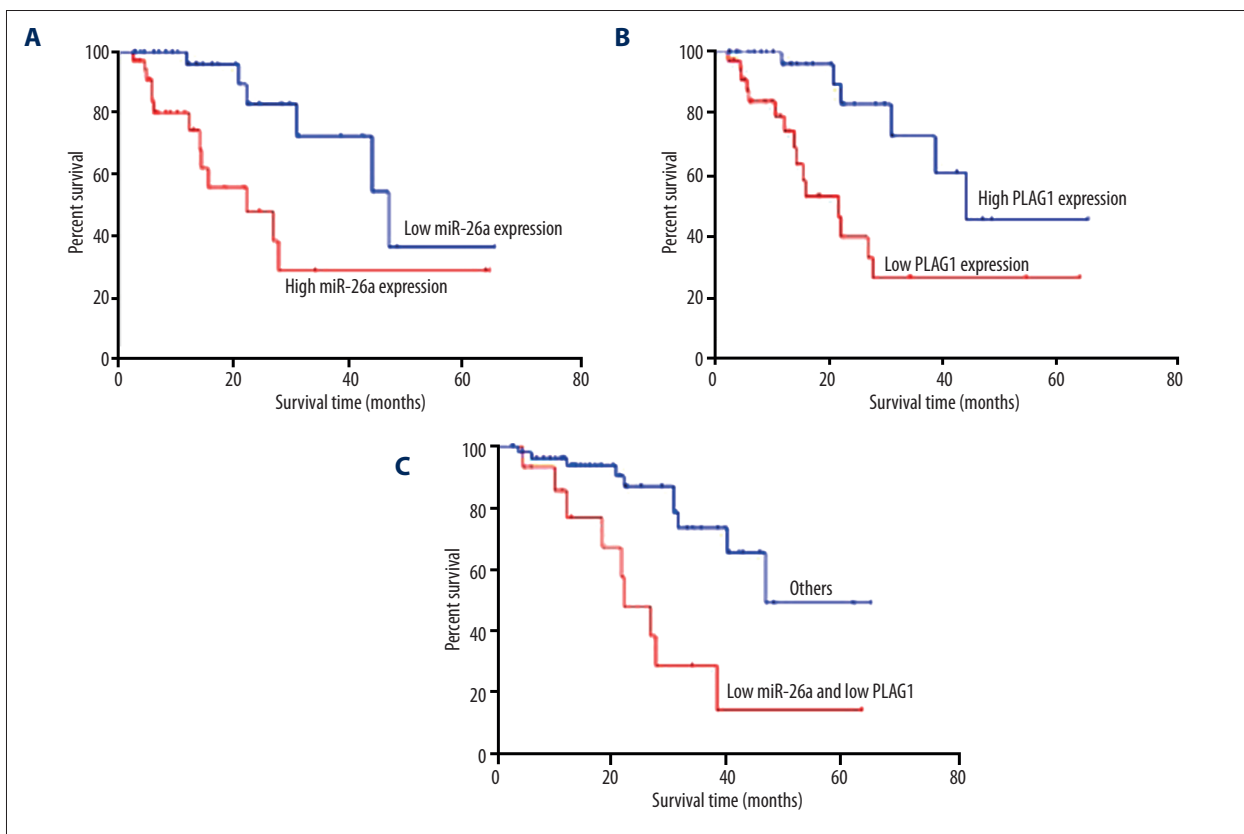 A
100
80
60
40
20
0
Percent survival
Low miR-26a expression
High miR-26a expression
0 20 40 60 80
Survival time (months)
B
100
80
60
40
20
0
Percent survival
High PLAG1 expression
Low PLAG1 expression
0 20 40 60 80
Survival time (months)
C
100
80
60
40
20
0
Percent survival
Others
Low miR-26a and low PLAG1
0 20 40 60 80
Survival time (months)